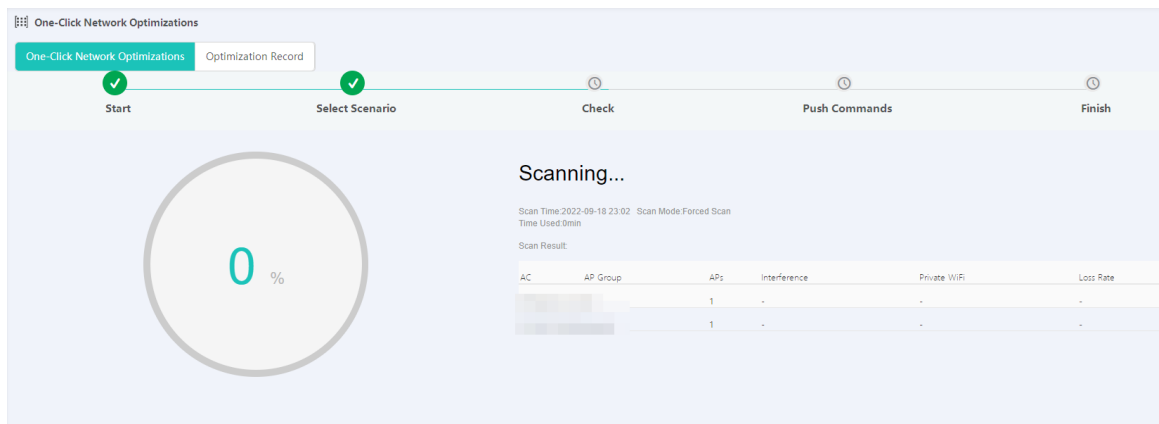 One-Click Network Optimizations
One-Click Network Optimizations Optimization Record
Start Select Scenario Check Push Commands Finish
Scanning...
Scan Time:2022-09-18 23:02 Scan Mode:Forced Scan
Time Used:0min
Scan Result:
0 %
AC AP Group APs Interference Private WiFi Loss Rate
1 - - -
1 - - -